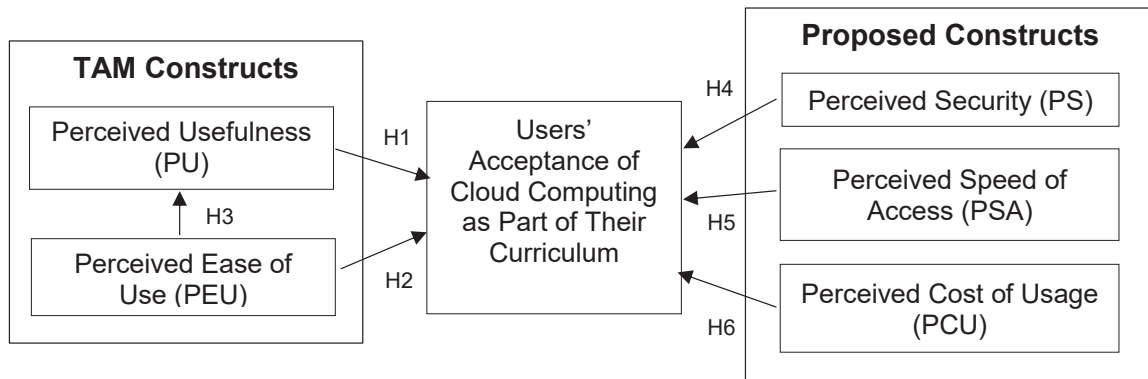 TAM Constructs
Perceived Usefulness
(PU)
H3
Perceived Ease of
Use (PEU)
H1
H2
Users’
Acceptance of
Cloud Computing
as Part of Their
Curriculum
Proposed Constructs
H4
Perceived Security (PS)
H5
Perceived Speed of
Access (PSA)
H6
Perceived Cost of Usage
(PCU)